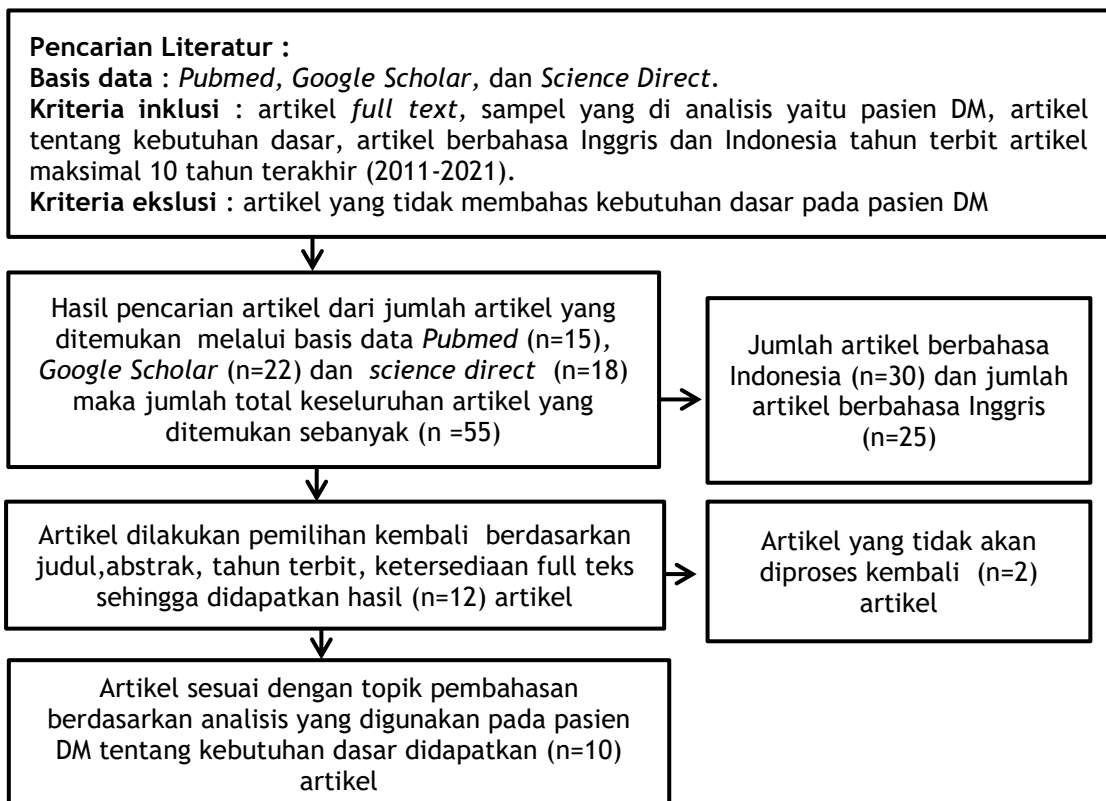 Pencarian Literatur :
Basis data : Pubmed, Google Scholar, dan Science Direct.
Kriteria inklusi : artikel full text, sampel yang di analisis yaitu pasien DM, artikel
tentang kebutuhan dasar, artikel berbahasa Inggris dan Indonesia tahun terbit artikel
maksimal 10 tahun terakhir (2011-2021).
Kriteria ekslusi : artikel yang tidak membahas kebutuhan dasar pada pasien DM
Hasil pencarian artikel dari jumlah artikel yang
ditemukan melalui basis data Pubmed (n=15),
Google Scholar (n=22) dan science direct (n=18)
maka jumlah total keseluruhan artikel yang
ditemukan sebanyak (n =55)
Jumlah artikel berbahasa
Indonesia (n=30) dan jumlah
artikel berbahasa Inggris
(n=25)
Artikel dilakukan pemilihan kembali berdasarkan
judul,abstrak, tahun terbit, ketersediaan full teks
sehingga didapatkan hasil (n=12) artikel
Artikel yang tidak akan
diproses kembali (n=2)
artikel
Artikel sesuai dengan topik pembahasan
berdasarkan analisis yang digunakan pada pasien
DM tentang kebutuhan dasar didapatkan (n=10)
artikel